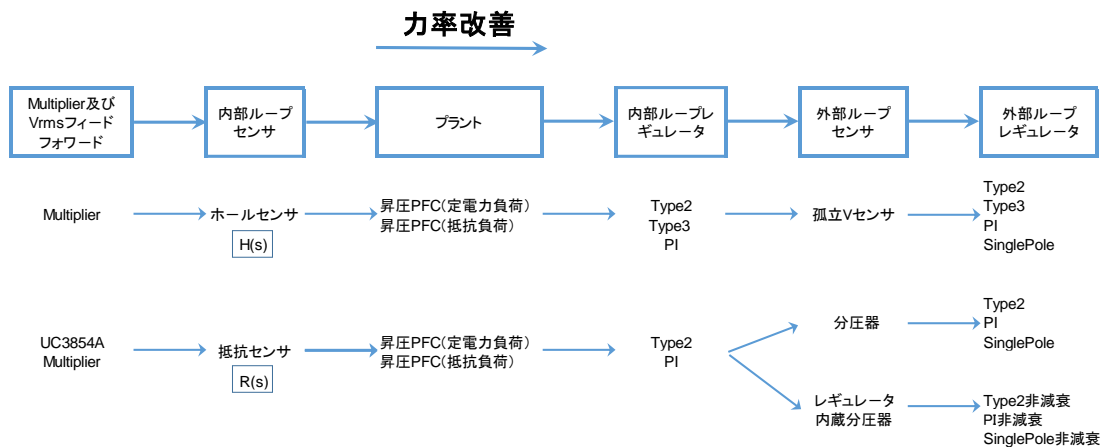 力率改善
Multiplier及び
Vrmsフィード
フォワード
内部ループ
センサ
プラント
内部ループレ
ギュレータ
外部ループ
センサ
外部ループ
レギュレータ
Multiplier
ホールセンサ
H(s)
昇圧PFC(定電力負荷)
昇圧PFC(抵抗負荷)
Type2
Type3
PI
孤立Vセンサ
Type2
Type3
PI
SinglePole
UC3854A
Multiplier
抵抗センサ
R(s)
昇圧PFC(定電力負荷)
昇圧PFC(抵抗負荷)
Type2
PI
分圧器
Type2
PI
SinglePole
レギュレータ
内蔵分圧器
Type2非減衰
PI非減衰
SinglePole非減衰